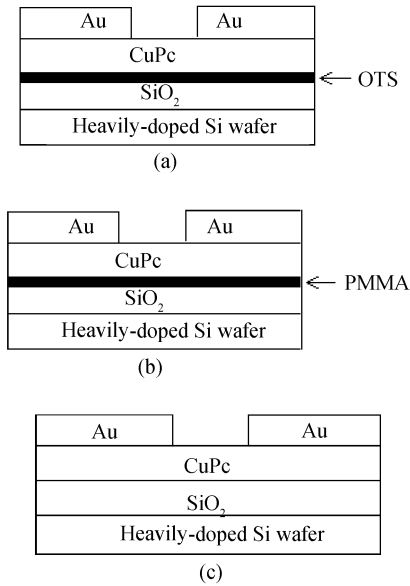 Au Au
CuPc
OTS
SiO₂
Heavily-doped Si wafer
(a)
Au Au
CuPc
PMMA
SiO₂
Heavily-doped Si wafer
(b)
Au Au
CuPc
SiO₂
Heavily-doped Si wafer
(c)